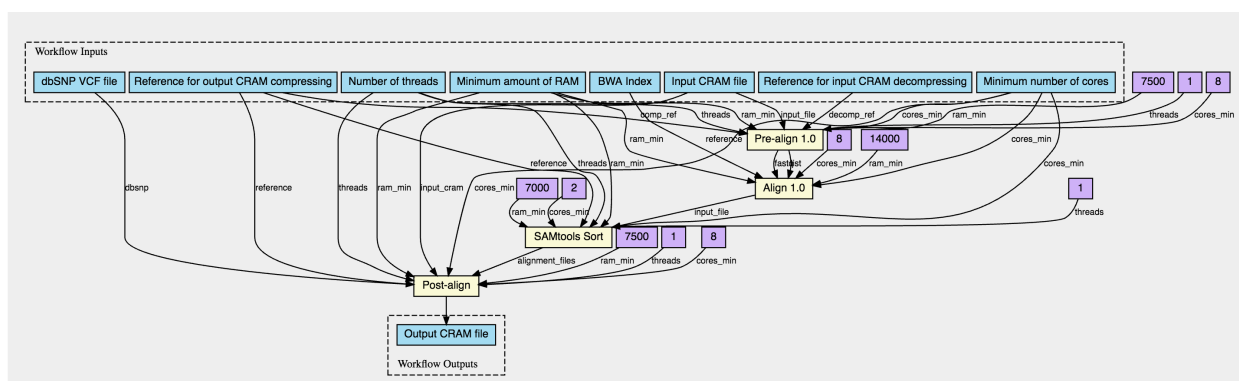 Workflow Inputs
dbSNP VCF file
Reference for output CRAM compressing
Number of threads
Minimum amount of RAM
BWA Index
Input CRAM file
Reference for input CRAM decompressing
Minimum number of cores
7500
1
8
comp_ref
threads
ram_min
input_file
decomp_ref
cores_min
ram_min
threads
cores_min
ram_min
reference
Pre-align 1.0
8
14000
cores_min
reference
threads
ram_min
cores_min
ram_min
cores_min
dbsnp
reference
threads
ram_min
input_cram
cores_min
7000
2
Align 1.0
1
ram_min
cores_min
input_file
threads
SAMtools Sort
7500
1
8
alignment_files
ram_min
threads
cores_min
Post-align
Output CRAM file
Workflow Outputs